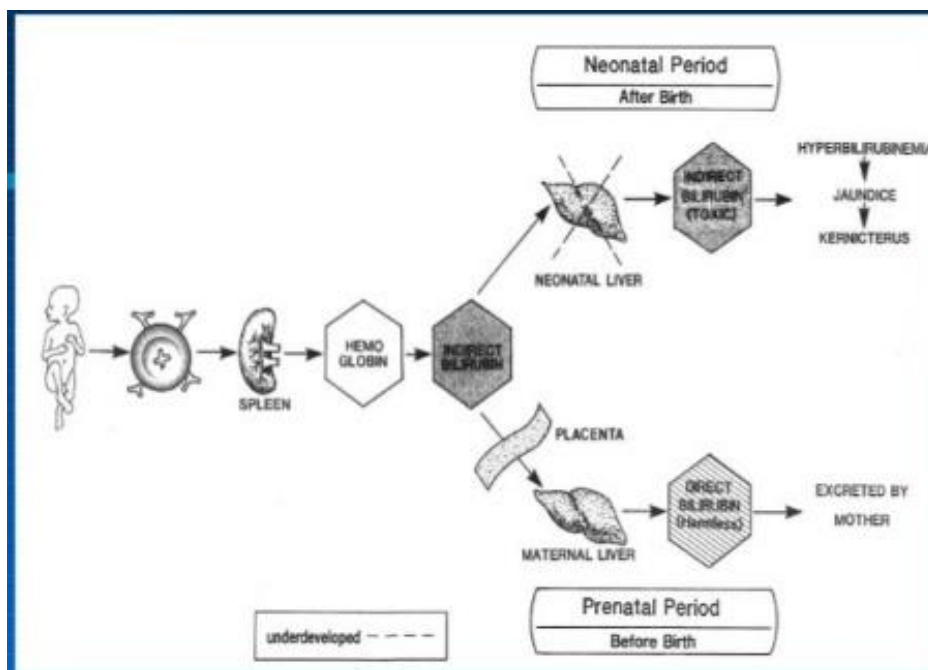 Neonatal Period
After Birth
HYPERBILIRUBINEMIA
JAUNDICE
KERNICTERUS
INDIRECT
BILIRUBIN
(TOXIC)
NEONATAL LIVER
HEMO
GLOBIN
INDIRECT
BILIRUBIN
SPLEEN
PLACENTA
DIRECT
BILIRUBIN
(Harmless)
EXCRETED BY
MOTHER
MATERNAL LIVER
Prenatal Period
Before Birth
underdeveloped